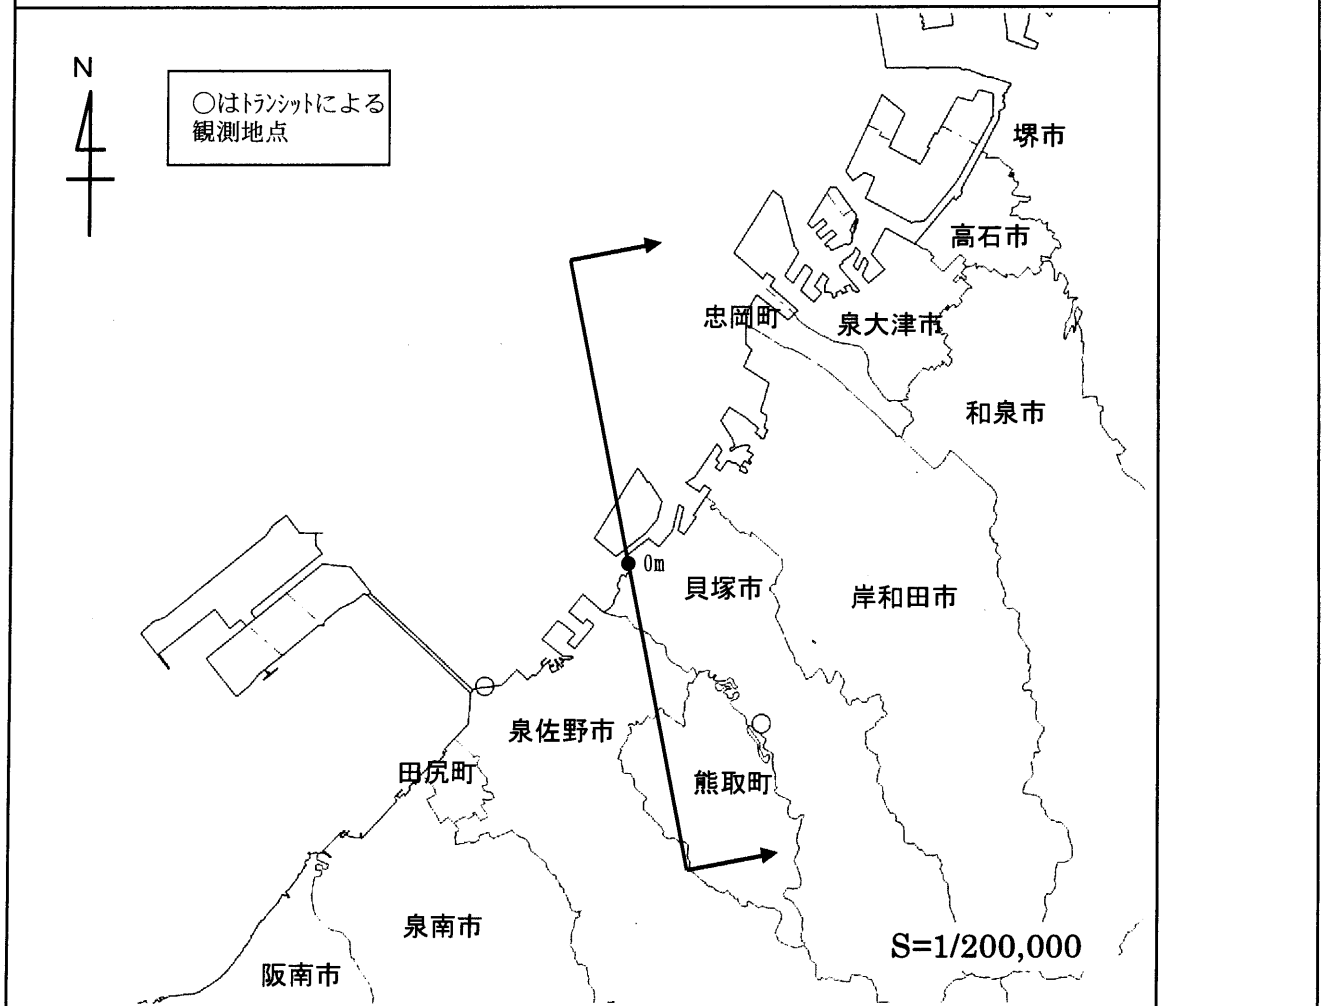 N
○はﾄﾗﾝｼｯﾄによる
観測地点
堺市
高石市
忠岡町
泉大津市
和泉市
0m
貝塚市
岸和田市
泉佐野市
田尻町
熊取町
泉南市
阪南市
S=1/200,000